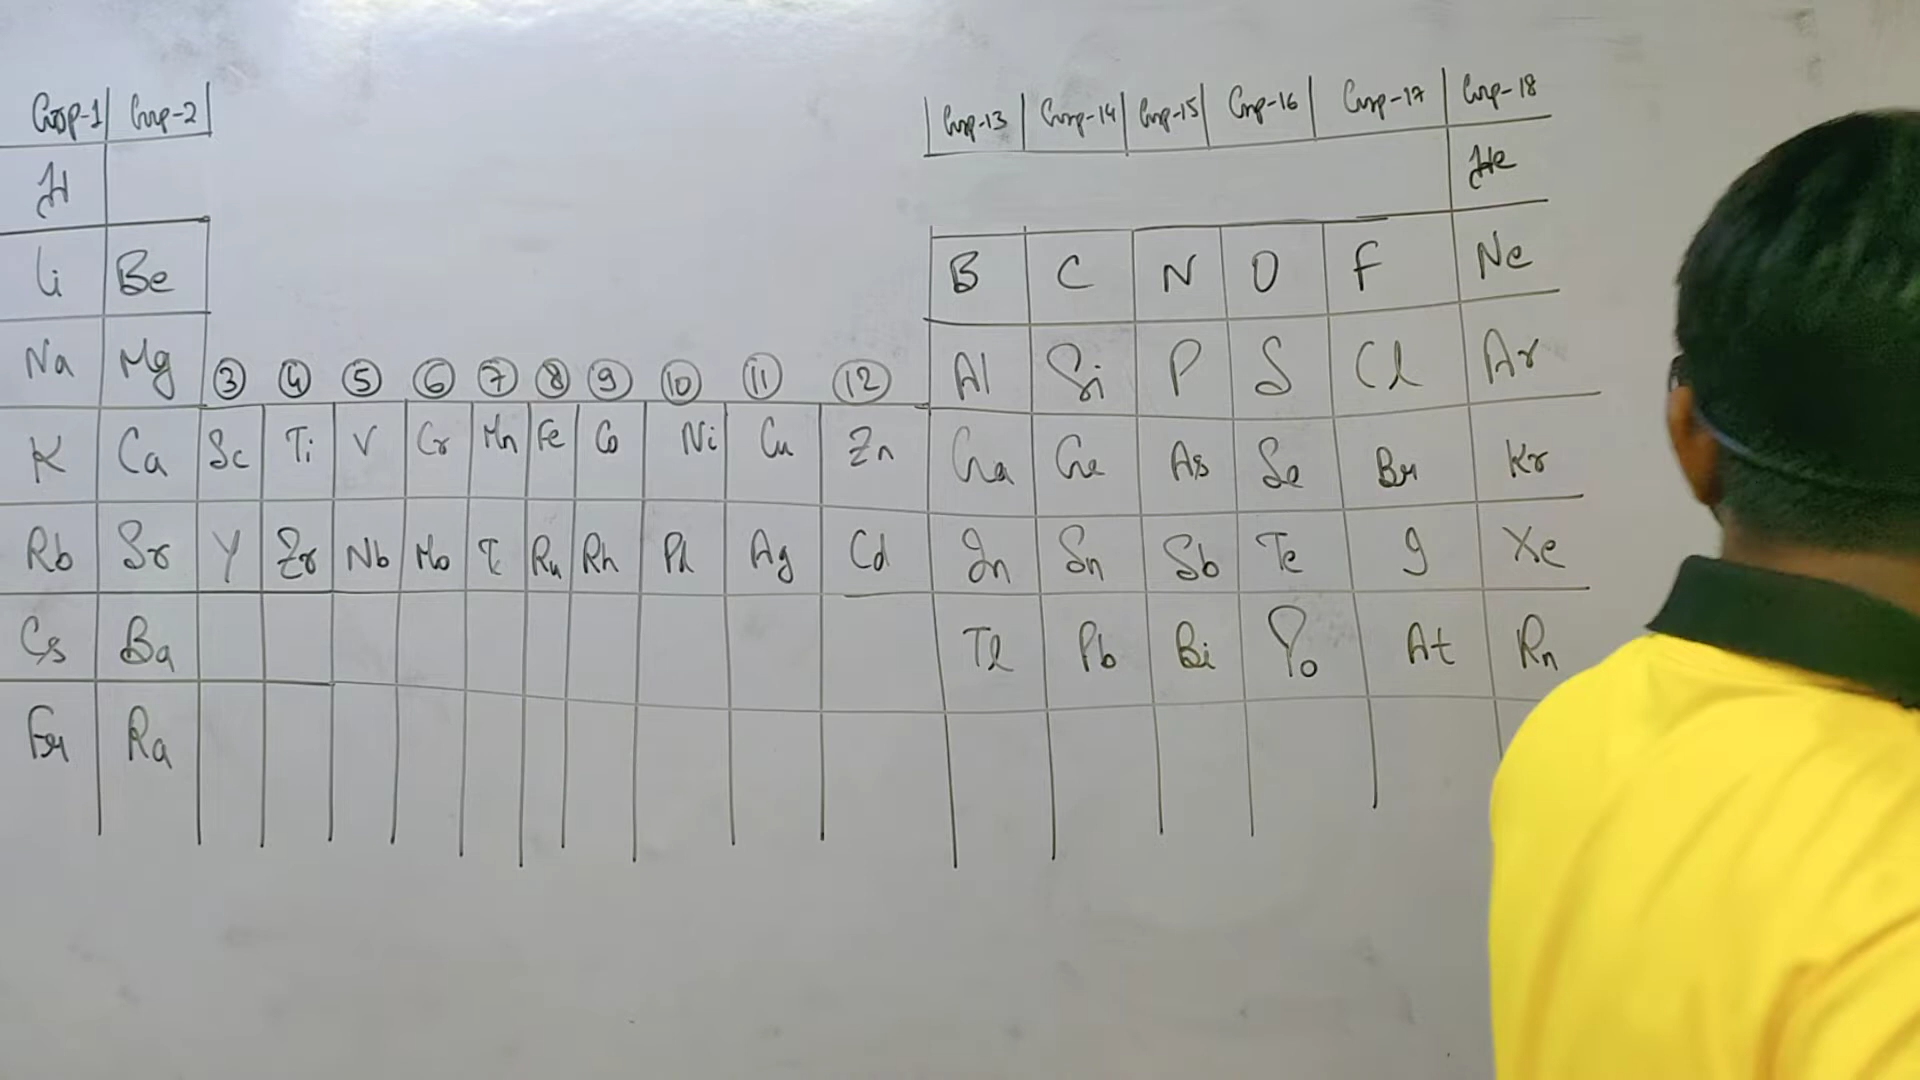 Grp-1 Grp-2 Grp-13 Grp-14 Grp-15 Grp-16 Grp-17 Grp-18
H He
Li Be B C N O F Ne
Na Mg 3 4 5 6 7 8 9 10 11 12 Al Si P S Cl Ar
K Ca Sc Ti V Cr Mn Fe Co Ni Cu Zn Ga Ge As Se Br Kr
Rb Sr Y Zr Nb Mo Tc Ru Rh Pd Ag Cd In Sn Sb Te I Xe
Cs Ba Tl Pb Bi Po At Rn
Fr Ra